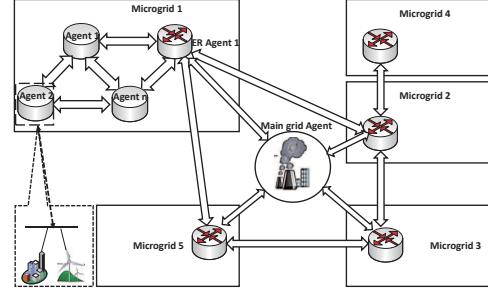 Microgrid 1
Microgrid 4
Agent 1
ER Agent 1
Agent 2
Agent n
Microgrid 2
Main grid Agent
Microgrid 5
Microgrid 3